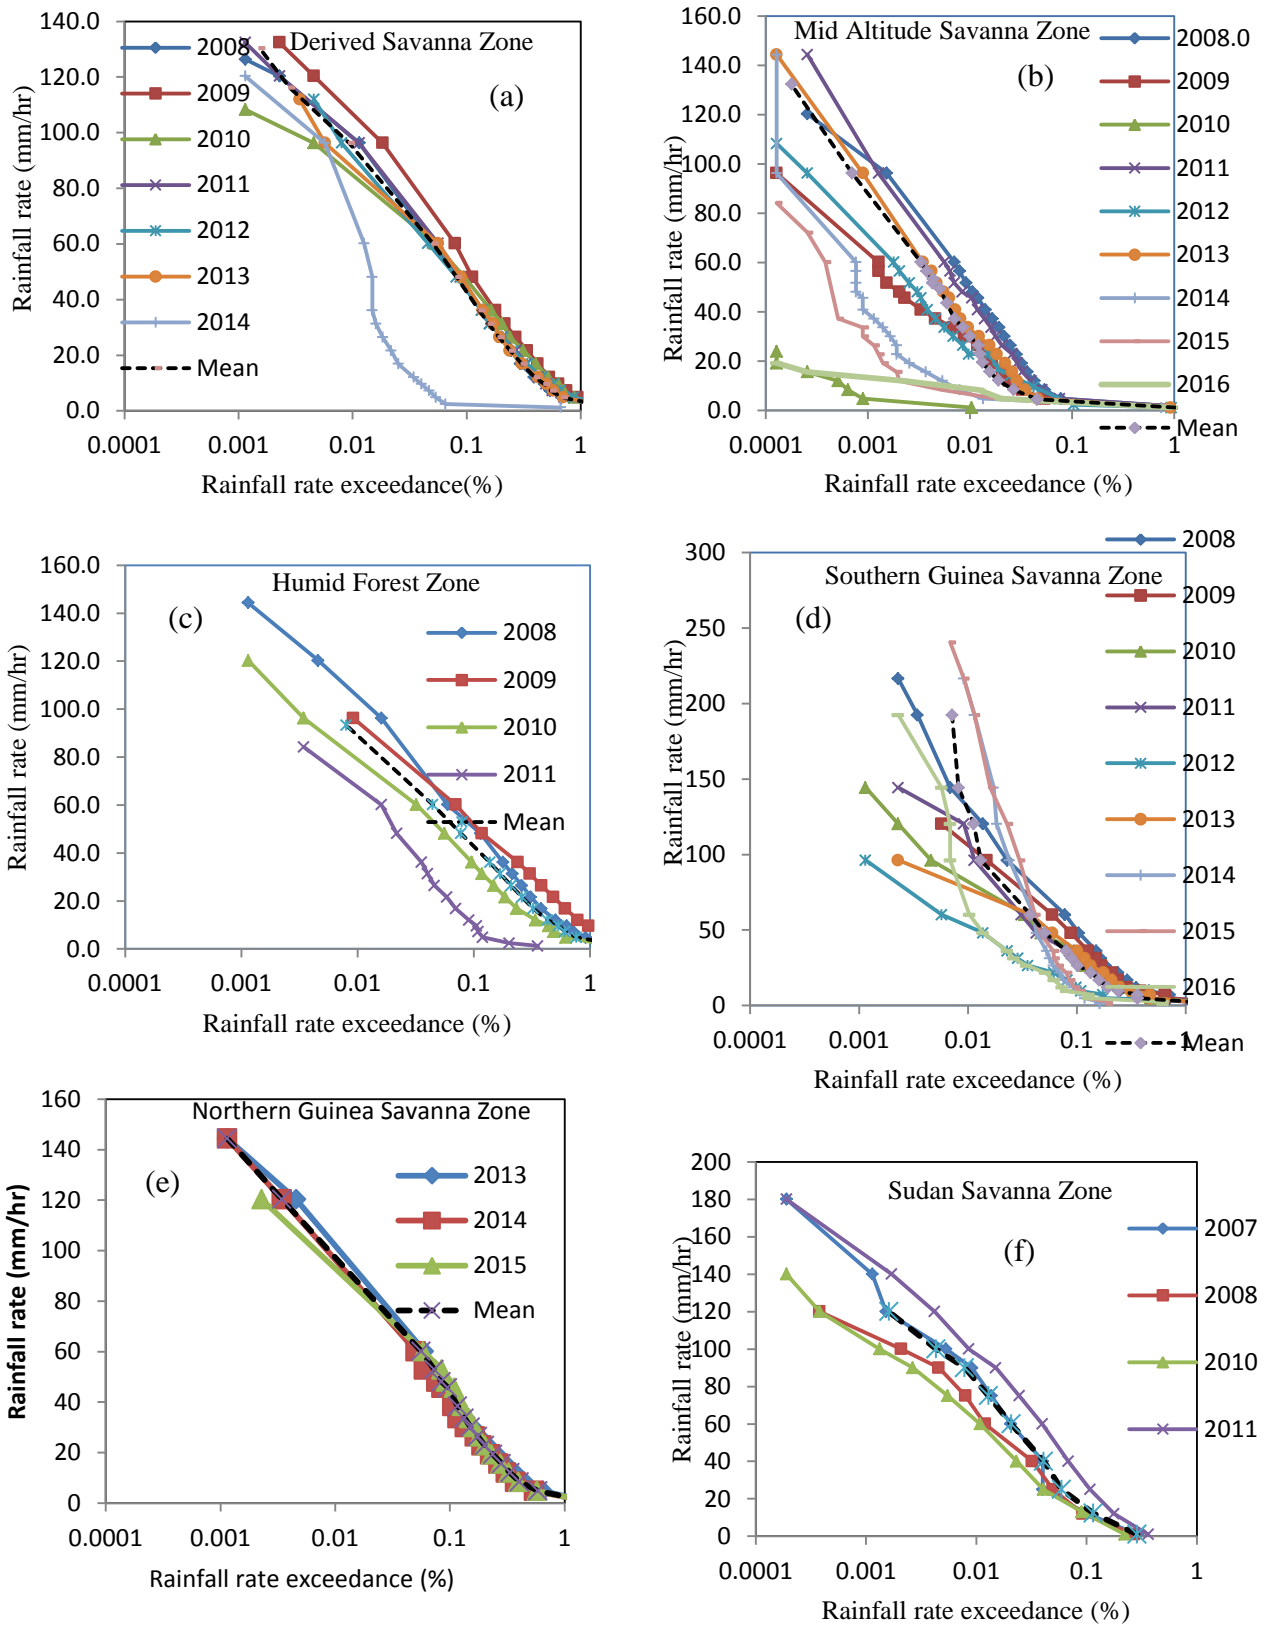 Derived Savanna Zone
(a)
Rainfall rate (mm/hr)
140.0
120.0
100.0
80.0
60.0
40.0
20.0
0.0
2008
2009
2010
2011
2012
2013
2014
Mean
0.0001 0.001 0.01 0.1 1
Rainfall rate exceedance(%)
Mid Altitude Savanna Zone
(b)
Rainfall rate (mm/hr)
160.0
140.0
120.0
100.0
80.0
60.0
40.0
20.0
0.0
2008.0
2009
2010
2011
2012
2013
2014
2015
2016
Mean
0.0001 0.001 0.01 0.1 1
Rainfall rate exceedance (%)
Humid Forest Zone
(c)
Rainfall rate (mm/hr)
160.0
140.0
120.0
100.0
80.0
60.0
40.0
20.0
0.0
2008
2009
2010
2011
Mean
0.0001 0.001 0.01 0.1 1
Rainfall rate exceedance (%)
Southern Guinea Savanna Zone
(d)
Rainfall rate (mm/hr)
300
250
200
150
100
50
0
2008
2009
2010
2011
2012
2013
2014
2015
2016
Mean
0.0001 0.001 0.01 0.1 1
Rainfall rate exceedance (%)
Northern Guinea Savanna Zone
(e)
Rainfall rate (mm/hr)
160
140
120
100
80
60
40
20
0
2013
2014
2015
Mean
0.0001 0.001 0.01 0.1 1
Rainfall rate exceedance (%)
Sudan Savanna Zone
(f)
Rainfall rate (mm/hr)
200
180
160
140
120
100
80
60
40
20
0
2007
2008
2010
2011
0.0001 0.001 0.01 0.1 1
Rainfall rate exceedance (%)